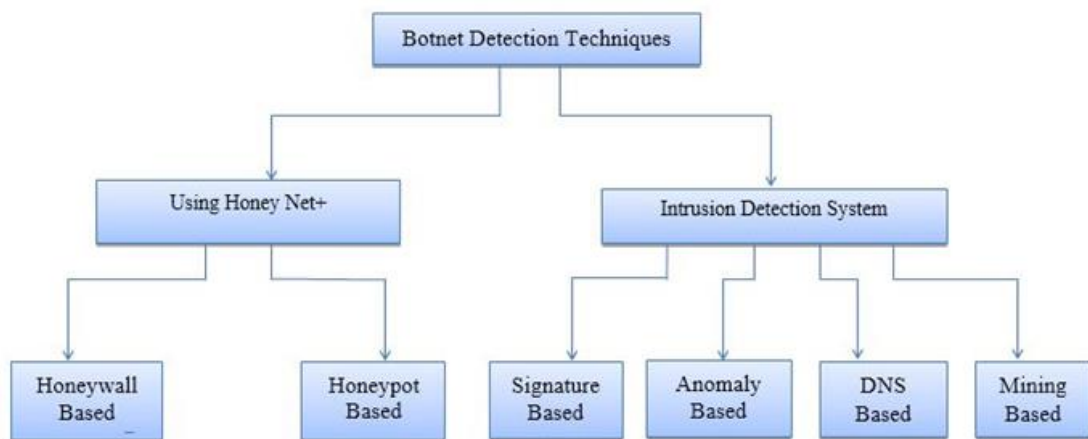 Botnet Detection Techniques
Using Honey Net+
Intrusion Detection System
Honeywall
Based
Honeypot
Based
Signature
Based
Anomaly
Based
DNS
Based
Mining
Based